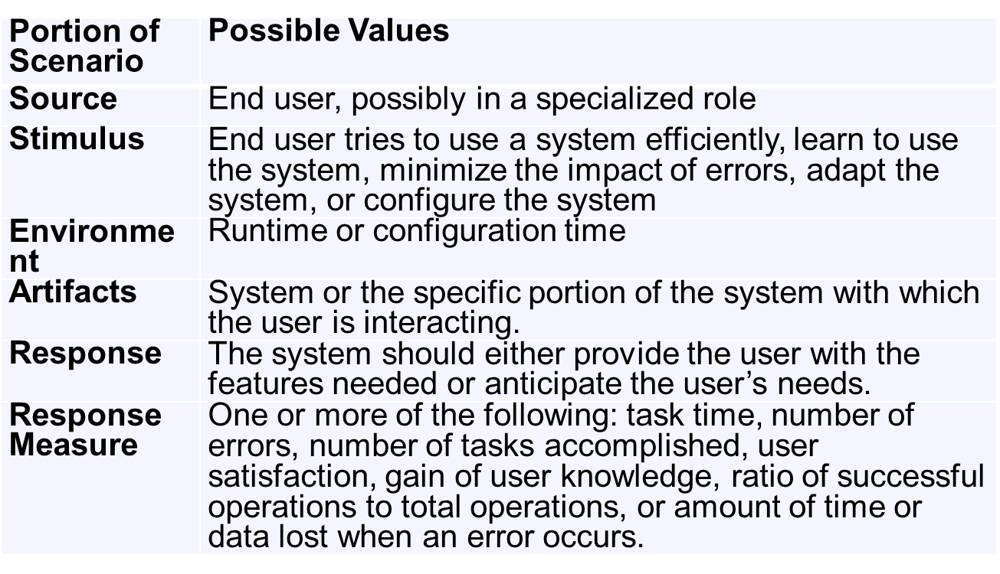 Portion of
Scenario
Possible Values
Source
End user, possibly in a specialized role
Stimulus
End user tries to use a system efficiently, learn to use
the system, minimize the impact of errors, adapt the
system, or configure the system
Environme
nt
Runtime or configuration time
Artifacts
System or the specific portion of the system with which
the user is interacting.
Response
The system should either provide the user with the
features needed or anticipate the user’s needs.
Response
Measure
One or more of the following: task time, number of
errors, number of tasks accomplished, user
satisfaction, gain of user knowledge, ratio of successful
operations to total operations, or amount of time or
data lost when an error occurs.